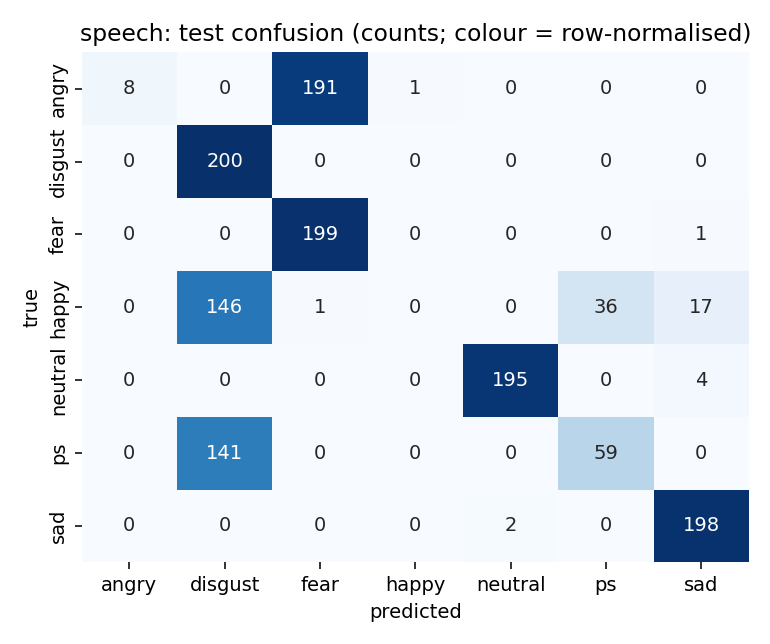 speech: test confusion (counts; colour = row-normalised)
angry 8 0 191 1 0 0 0
disgust 0 200 0 0 0 0 0
fear 0 0 199 0 0 0 1
happy 0 146 1 0 0 36 17
neutral 0 0 0 0 195 0 4
ps 0 141 0 0 0 59 0
sad 0 0 0 0 2 0 198
true
angry disgust fear happy neutral ps sad
predicted